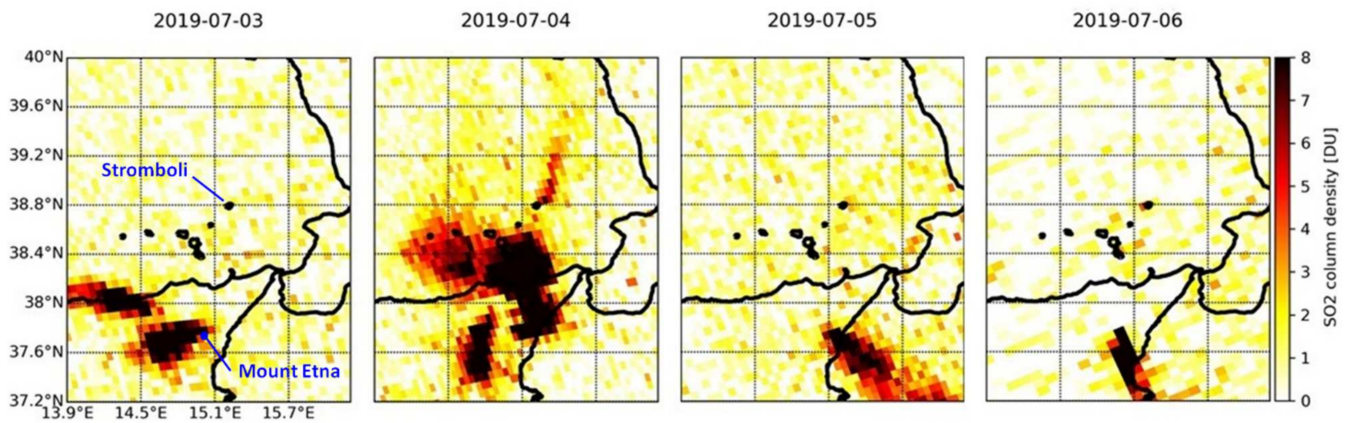 2019-07-03
2019-07-04
2019-07-05
2019-07-06
40°N
39.6°N
39.2°N
38.8°N
38.4°N
38°N
37.6°N
37.2°N
13.9°E
14.5°E
15.1°E
15.7°E
Stromboli
Mount Etna
8
7
6
5
4
3
2
1
0
SO2 column density [DU]